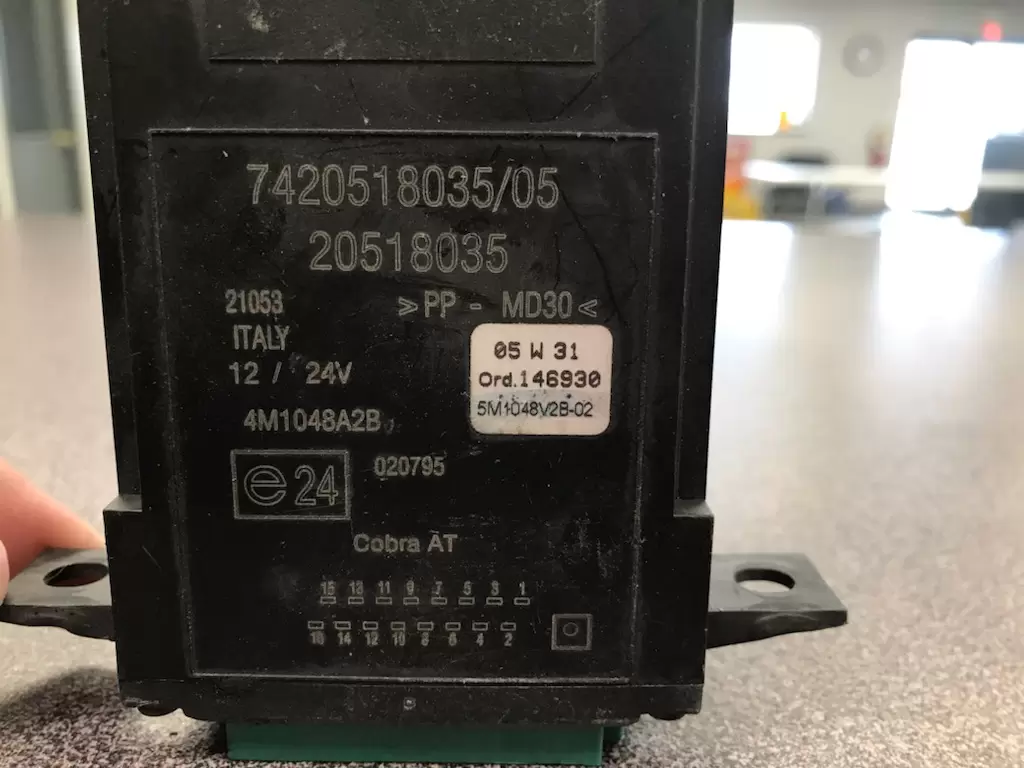 7420518035/05
20518035
21053 >PP - MD30<
ITALY
12 / 24V
4M1048A2B
05 W 31
Ord.146930
5M1048V2B-02
e24 020795
Cobra AT
15 13 11 9 7 5 3 1
16 14 12 10 8 6 4 2